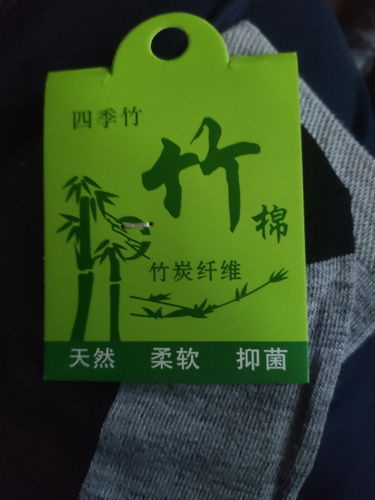 四季竹
竹
棉
竹炭纤维
天然 柔软 抑菌